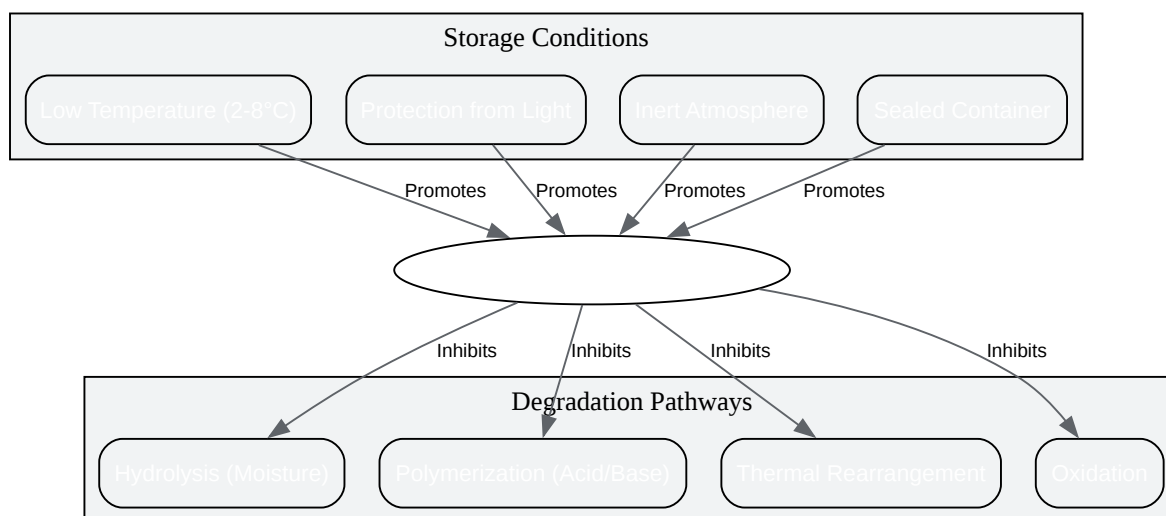 Storage Conditions
Low Temperature (2-8°C)
Protection from Light
Inert Atmosphere
Sealed Container
Promotes
Promotes
Promotes
Promotes
Inhibits
Inhibits
Inhibits
Inhibits
Degradation Pathways
Hydrolysis (Moisture)
Polymerization (Acid/Base)
Thermal Rearrangement
Oxidation